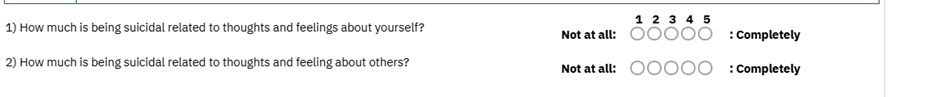 1 2 3 4 5
1) How much is being suicidal related to thoughts and feelings about yourself? Not at all: : Completely
2) How much is being suicidal related to thoughts and feeling about others? Not at all: : Completely